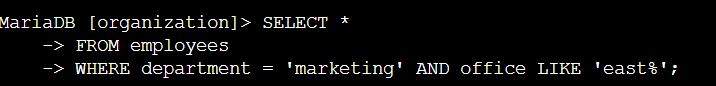 MariaDB [organization]> SELECT *
    -> FROM employees
    -> WHERE department = 'marketing' AND office LIKE 'east%';